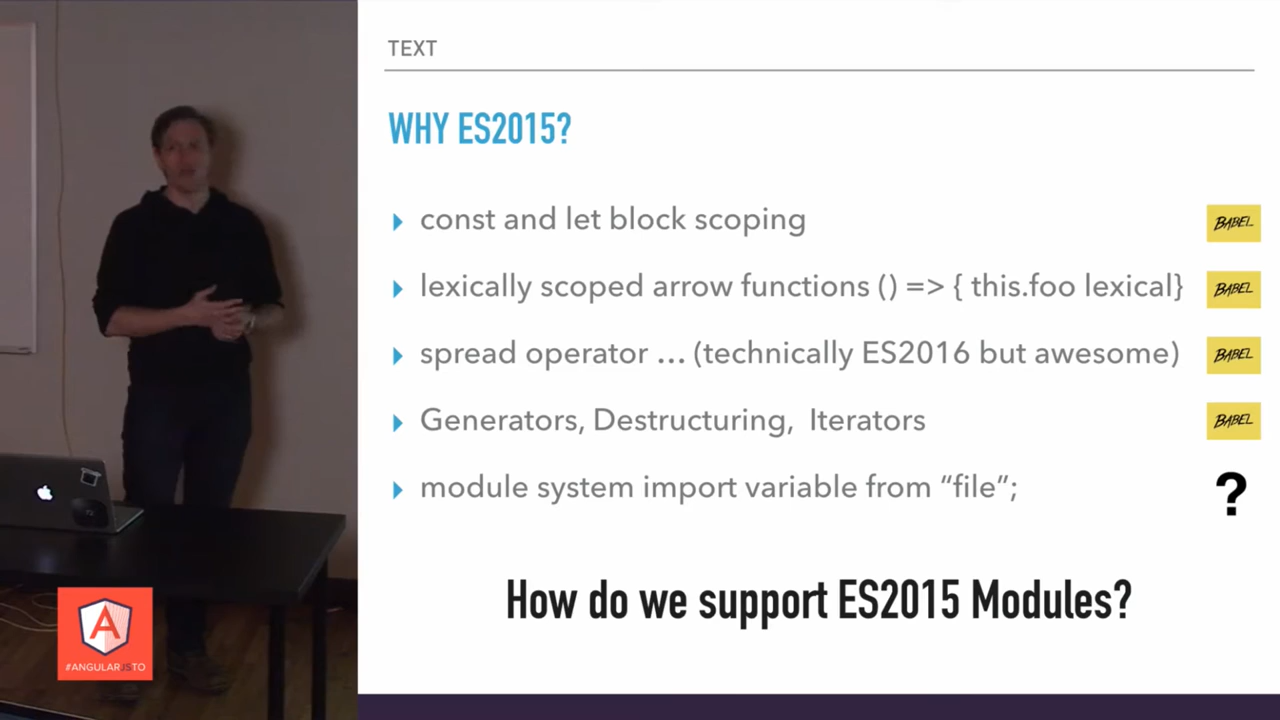 TEXT
WHY ES2015?
const and let block scoping
BABEL
lexically scoped arrow functions () => { this.foo lexical}
BABEL
spread operator … (technically ES2016 but awesome)
BABEL
Generators, Destructuring, Iterators
BABEL
module system import variable from “file”;
?
How do we support ES2015 Modules?
A
#ANGULARJSTO